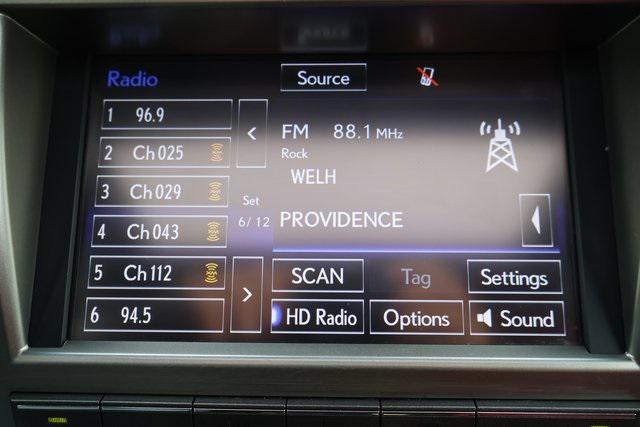 Radio
Source
1 96.9
2 Ch 025
3 Ch 029
4 Ch 043
5 Ch 112
6 94.5
<
Set
6/ 12
>
FM 88.1 MHz
Rock
WELH
PROVIDENCE
SCAN
Tag
Settings
HD Radio
Options
Sound